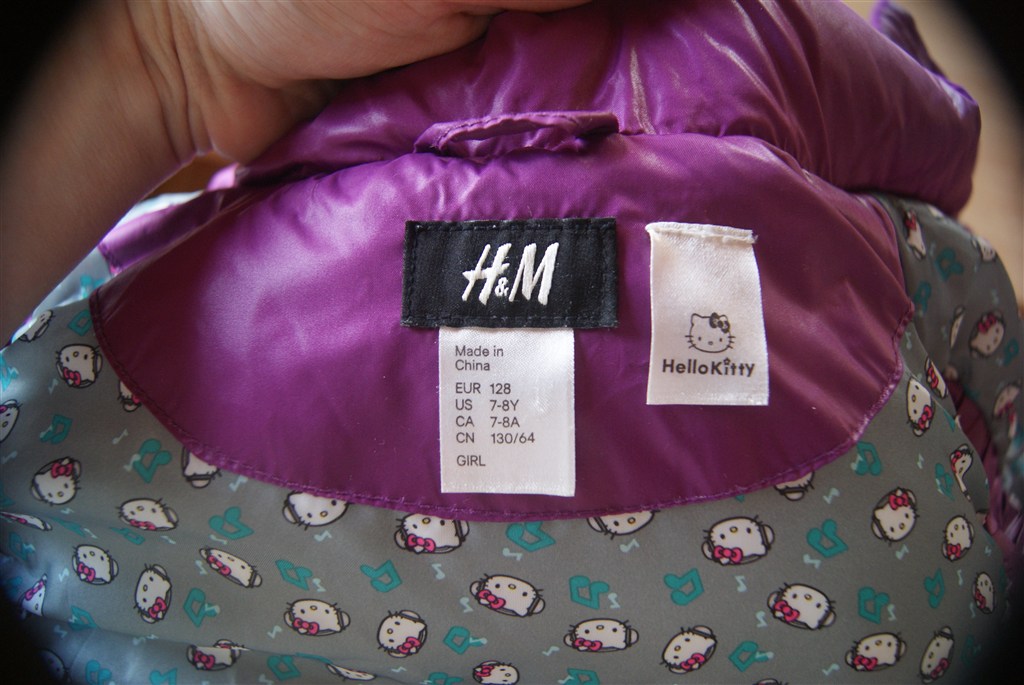 H&M
Made in
China
EUR 128
US 7-8Y
CA 7-8A
CN 130/64
GIRL
HelloKitty